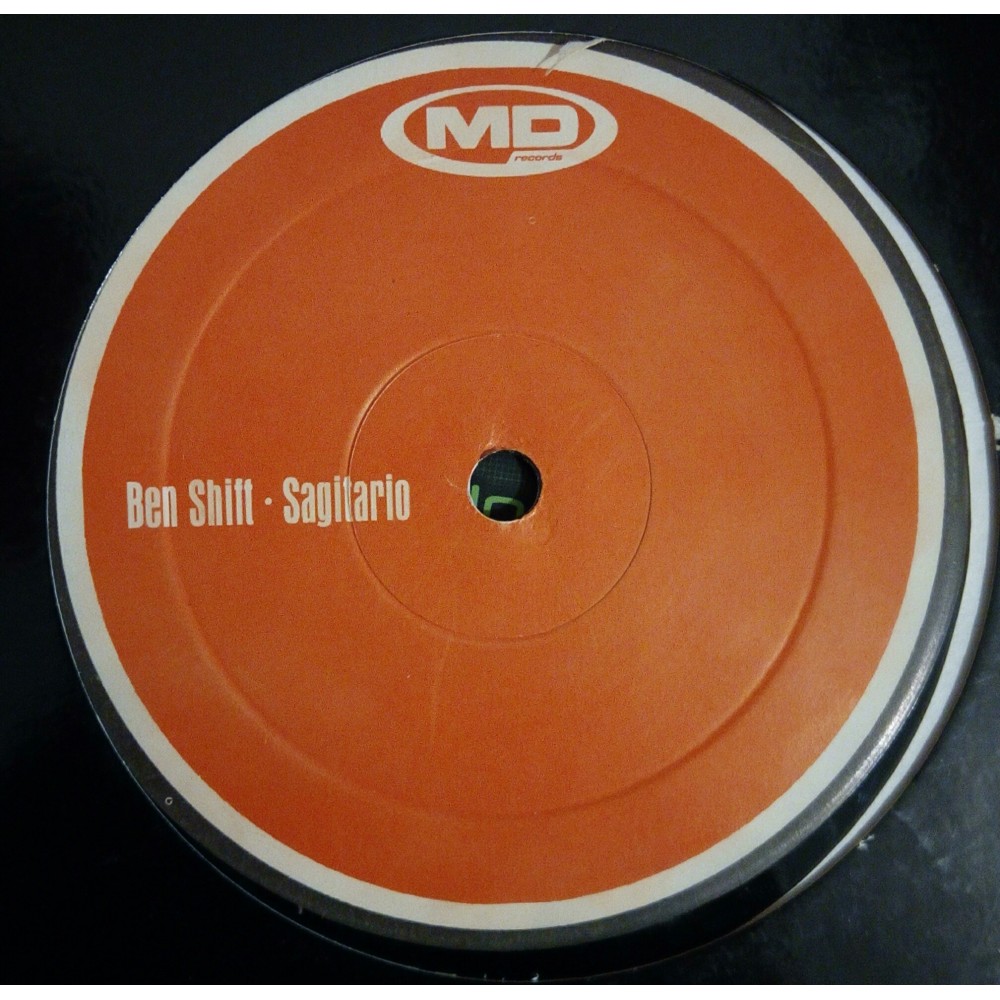 MD
records
Ben Shift · Sagitario